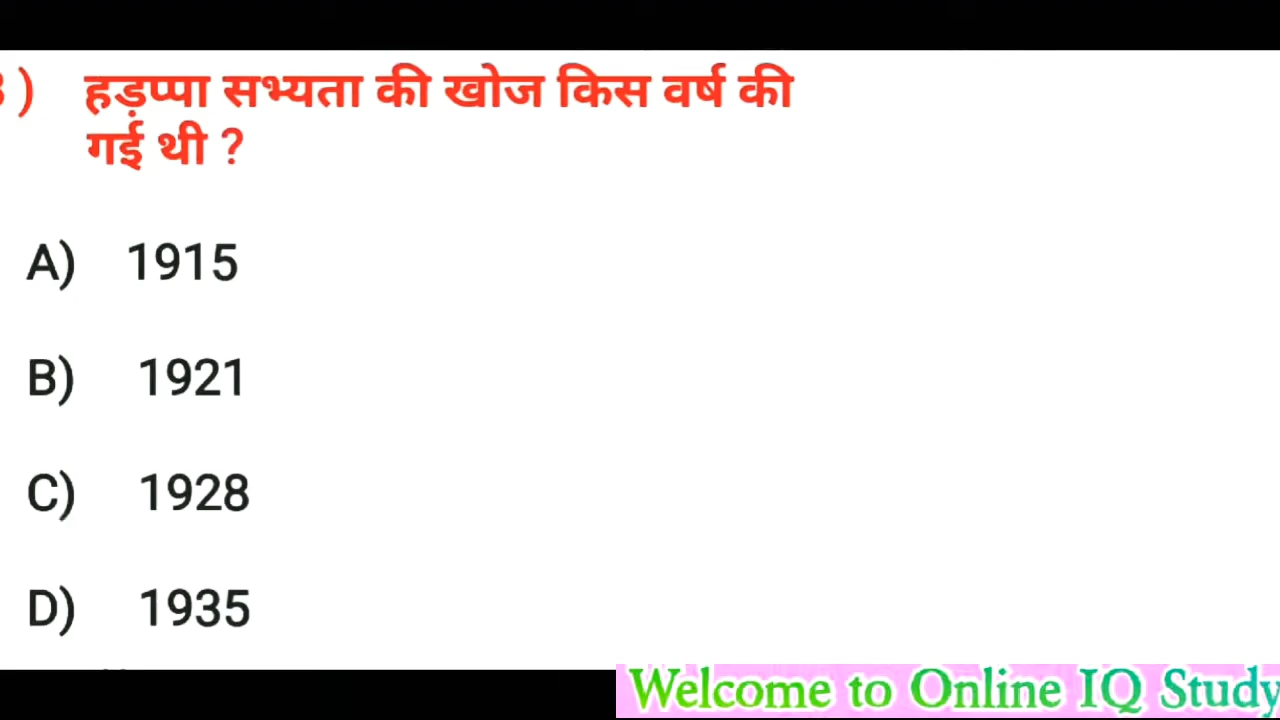 ) हड़प्पा सभ्यता की खोज किस वर्ष की
गई थी ?
A) 1915
B) 1921
C) 1928
D) 1935
Welcome to Online IQ Study